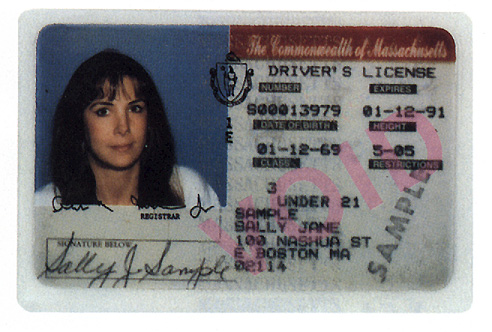 The Commonwealth of Massachusetts
DRIVER'S LICENSE
NUMBER EXPIRES
S00013979 01-12-91
DATE OF BIRTH HEIGHT
01-12-69 5-05
CLASS RESTRICTIONS
3
UNDER 21
SAMPLE
SALLY JANE
100 NASHUA ST
E BOSTON MA
02114
VOID
SAMPLE
REGISTRAR
SIGNATURE BELOW
Sally J. Sample